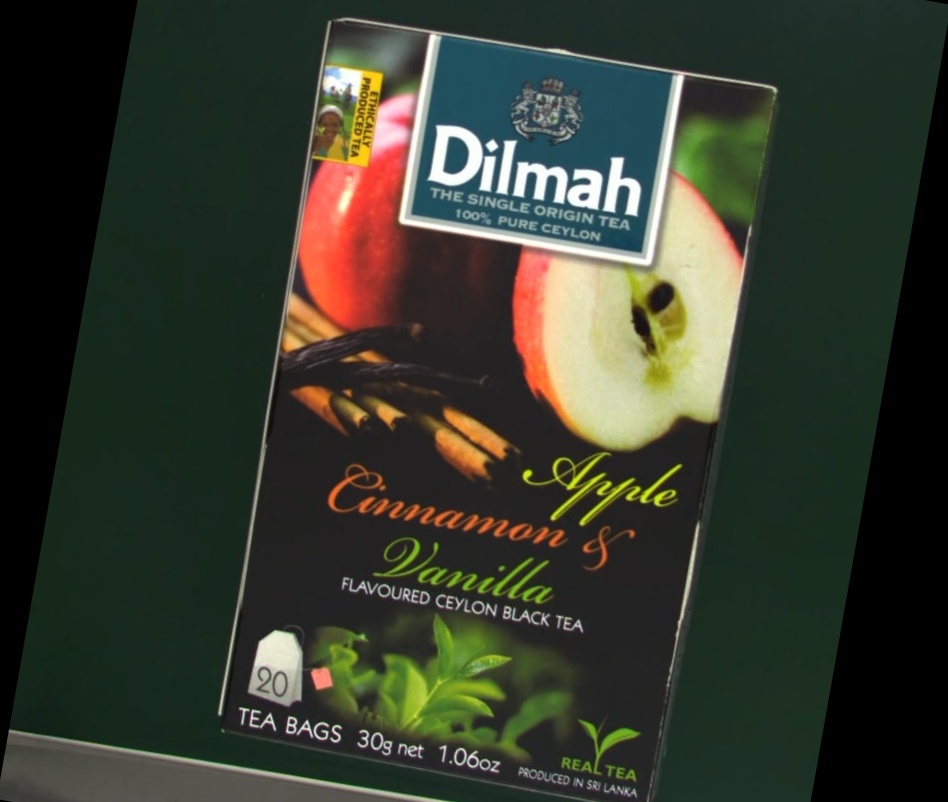 ETHICALLY
PRODUCED TEA
Dilmah
THE SINGLE ORIGIN TEA
100% PURE CEYLON
Apple
Cinnamon &
Vanilla
FLAVOURED CEYLON BLACK TEA
20
TEA BAGS 30g net 1.06oz
REAL TEA
PRODUCED IN SRI LANKA